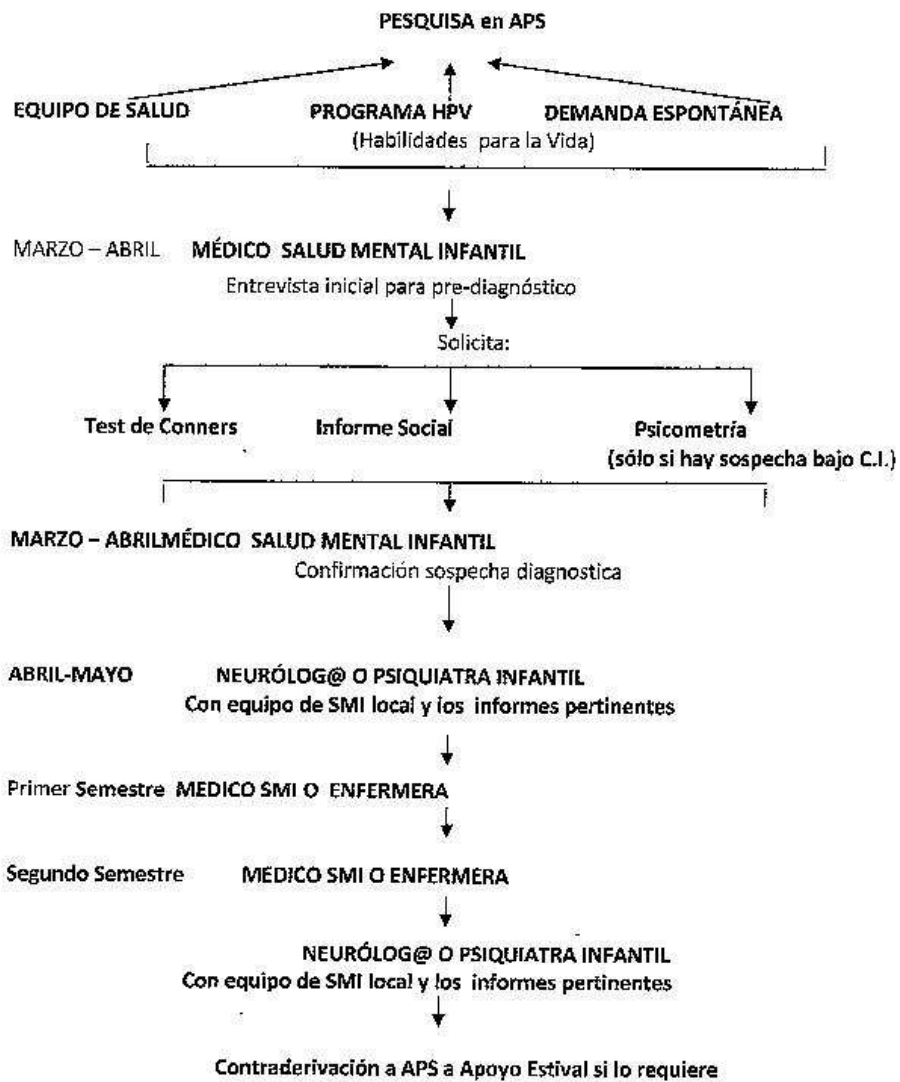 PESQUISA en APS
EQUIPO DE SALUD PROGRAMA HPV DEMANDA ESPONTÁNEA
(Habilidades para la Vida)
MARZO – ABRIL MÉDICO SALUD MENTAL INFANTIL
Entrevista inicial para pre-diagnóstico
Solicita:
Test de Conners Informe Social Psicometría
(sólo si hay sospecha bajo C.I.)
MARZO – ABRILMÉDICO SALUD MENTAL INFANTIL
Confirmación sospecha diagnostica
ABRIL-MAYO NEURÓLOG@ O PSIQUIATRA INFANTIL
Con equipo de SMI local y los informes pertinentes
Primer Semestre MEDICO SMI O ENFERMERA
Segundo Semestre MEDICO SMI O ENFERMERA
NEURÓLOG@ O PSIQUIATRA INFANTIL
Con equipo de SMI local y los informes pertinentes
Contraderivación a APS a Apoyo Estival si lo requiere